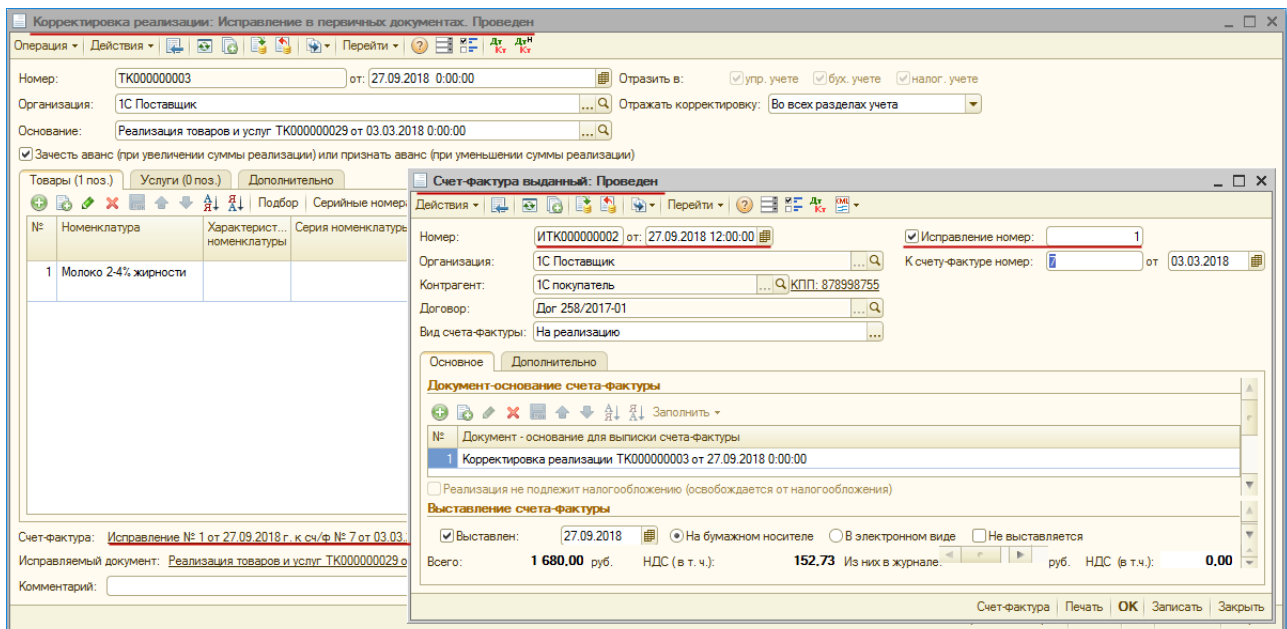 Корректировка реализации: Исправление в первичных документах. Проведен
Операция Действия Перейти
Номер: ТК000000003 от: 27.09.2018 0:00:00 Отразить в: упр. учете бух. учете налог. учете
Организация: 1С Поставщик Отражать корректировку: Во всех разделах учета
Основание: Реализация товаров и услуг ТК000000029 от 03.03.2018 0:00:00
Зачесть аванс (при увеличении суммы реализации) или признать аванс (при уменьшении суммы реализации)
Товары (1 поз.) Услуги (0 поз.) Дополнительно
Подбор Серийные номер
№ Номенклатура Характерист... номенклатуры Серия номенклатуры
1 Молоко 2-4% жирности
Счет-фактура: Исправление № 1 от 27.09.2018 г. к сч/ф № 7 от 03.03.
Исправляемый документ: Реализация товаров и услуг ТК000000029 о
Комментарий:
Счет-фактура выданный: Проведен
Действия Перейти
Номер: ИТК000000002 от: 27.09.2018 12:00:00 Исправление номер: 1
Организация: 1С Поставщик К счету-фактуре номер: 7 от 03.03.2018
Контрагент: 1С покупатель КПП: 878998755
Договор: Дог 258/2017-01
Вид счета-фактуры: На реализацию
Основное Дополнительно
Документ-основание счета-фактуры
Заполнить
№ Документ - основание для выписки счета-фактуры
1 Корректировка реализации ТК000000003 от 27.09.2018 0:00:00
Реализация не подлежит налогообложению (освобождается от налогообложения)
Выставление счета-фактуры
Выставлен: 27.09.2018 На бумажном носителе В электронном виде Не выставляется
Всего: 1 680,00 руб. НДС (в т. ч.): 152,73 Из них в журнале: руб. НДС (в т.ч.): 0,00
Счет-фактура Печать OK Записать Закрыть